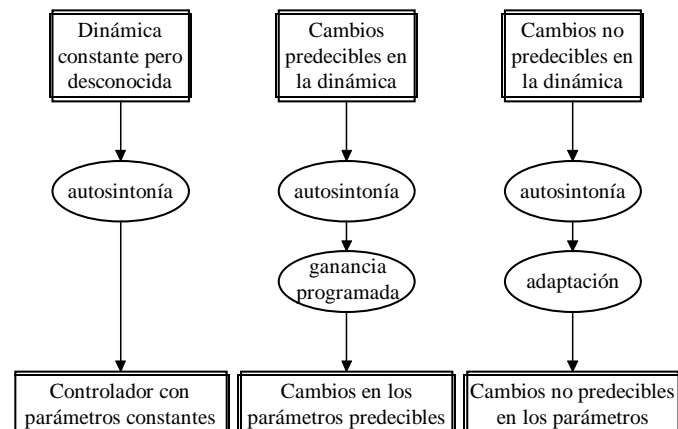 Dinámica
constante pero
desconocida
Cambios
predecibles en
la dinámica
Cambios no
predecibles en
la dinámica
autosintonía
autosintonía
autosintonía
ganancia
programada
adaptación
Controlador con
parámetros constantes
Cambios en los
parámetros predecibles
Cambios no predecibles
en los parámetros